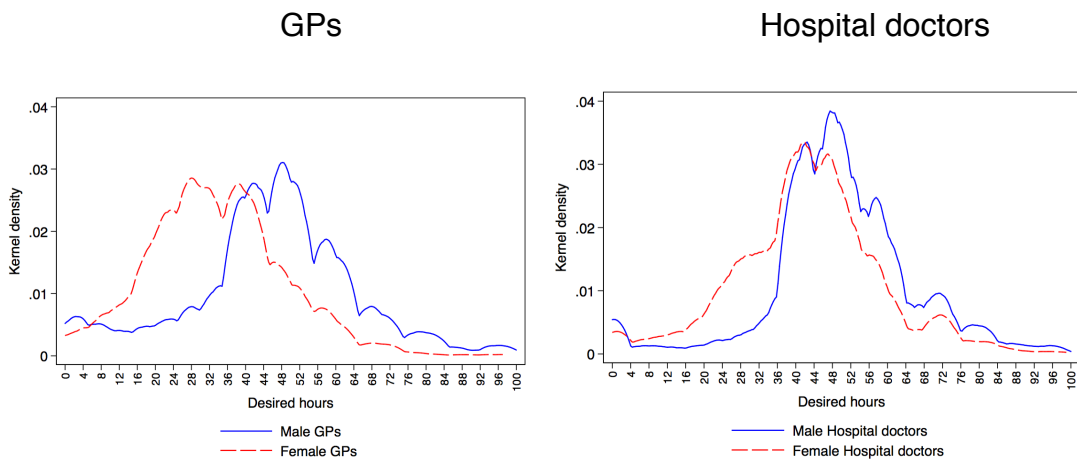 GPs
Hospital doctors
.04
.03
.02
.01
0
Kernel density
0 4 8 12 16 20 24 28 32 36 40 44 48 52 56 60 64 68 72 76 80 84 88 92 96 100
Desired hours
Male GPs
Female GPs
.04
.03
.02
.01
0
Kernel density
0 4 8 12 16 20 24 28 32 36 40 44 48 52 56 60 64 68 72 76 80 84 88 92 96 100
Desired hours
Male Hospital doctors
Female Hospital doctors